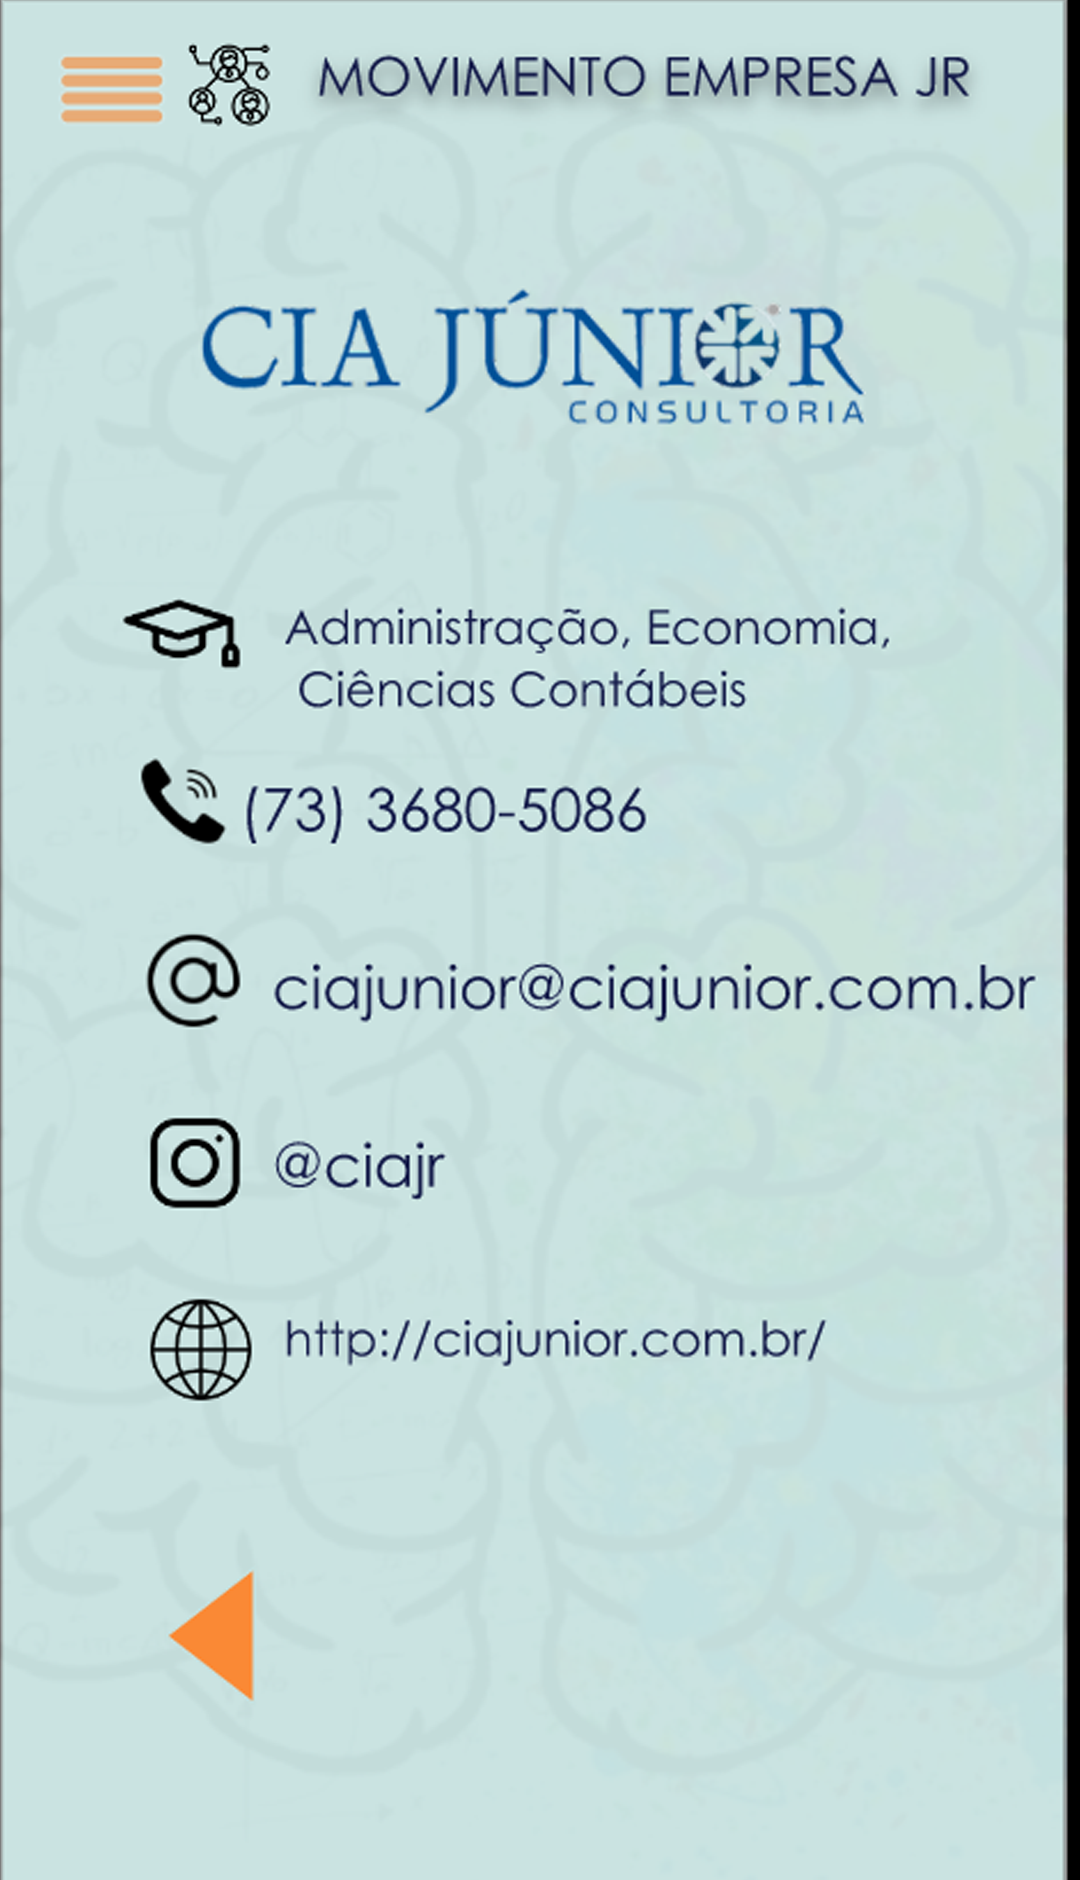 MOVIMENTO EMPRESA JR
CIA JÚNIOR
CONSULTORIA
Administração, Economia,
Ciências Contábeis
(73) 3680-5086
ciajunior@ciajunior.com.br
@ciajr
http://ciajunior.com.br/